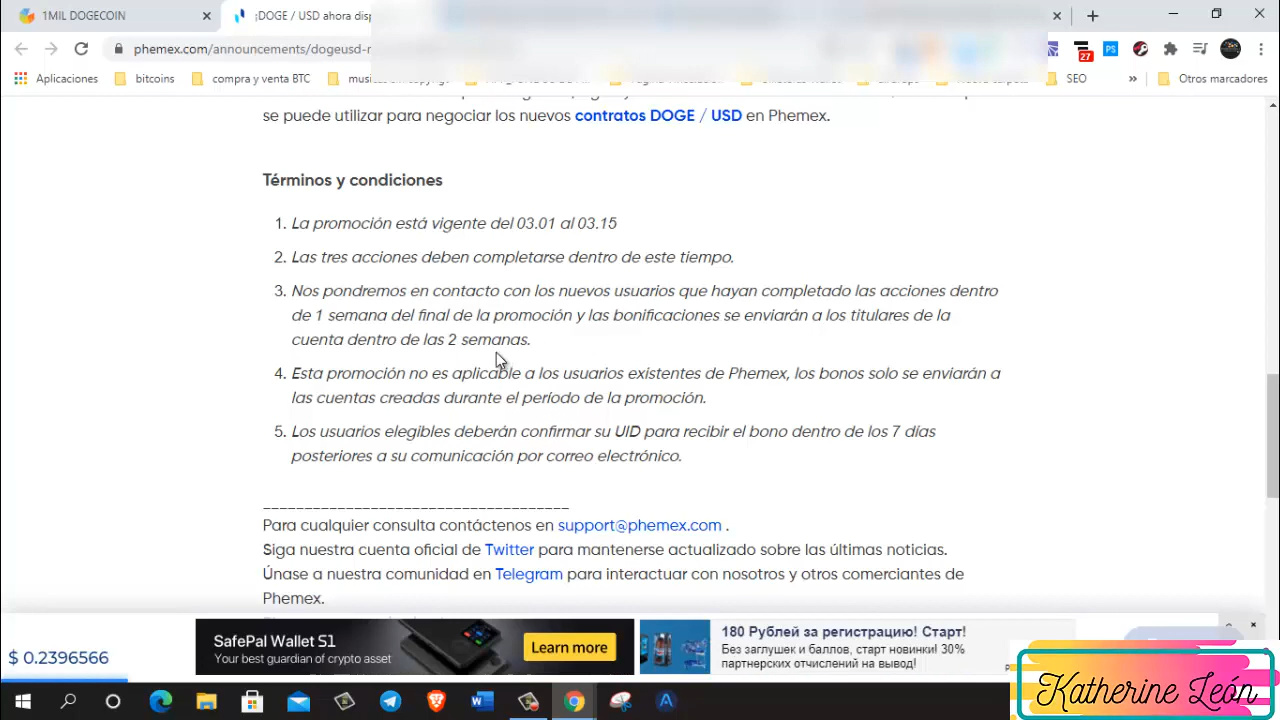 1MIL DOGECOIN
¡DOGE / USD ahora disp
phemex.com/announcements/dogeusd-
27
PS
Aplicaciones
bitcoins
compra y venta BTC
SEO
»
Otros marcadores
se puede utilizar para negociar los nuevos contratos DOGE / USD en Phemex.
Términos y condiciones
1. La promoción está vigente del 03.01 al 03.15
2. Las tres acciones deben completarse dentro de este tiempo.
3. Nos pondremos en contacto con los nuevos usuarios que hayan completado las acciones dentro
de 1 semana del final de la promoción y las bonificaciones se enviarán a los titulares de la
cuenta dentro de las 2 semanas.
4. Esta promoción no es aplicable a los usuarios existentes de Phemex, los bonos solo se enviarán a
las cuentas creadas durante el período de la promoción.
5. Los usuarios elegibles deberán confirmar su UID para recibir el bono dentro de los 7 días
posteriores a su comunicación por correo electrónico.
_____________________________________
Para cualquier consulta contáctenos en support@phemex.com .
Siga nuestra cuenta oficial de Twitter para mantenerse actualizado sobre las últimas noticias.
Únase a nuestra comunidad en Telegram para interactuar con nosotros y otros comerciantes de
Phemex.
$ 0.2396566
SafePal Wallet S1
Your best guardian of crypto asset
Learn more
180 Рублей за регистрацию! Старт!
Без заглушек и баллов, старт новинки! 30%
партнерских отчислений на вывод!
Katherine León